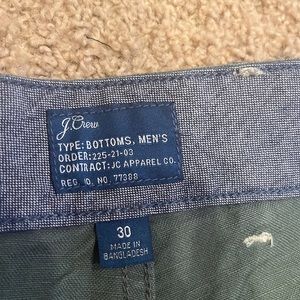 J.Crew
TYPE: BOTTOMS, MEN'S
ORDER: 225-21-03
CONTRACT: JC APPAREL CO.
REG. ID. NO. 77388
30
MADE IN
BANGLADESH